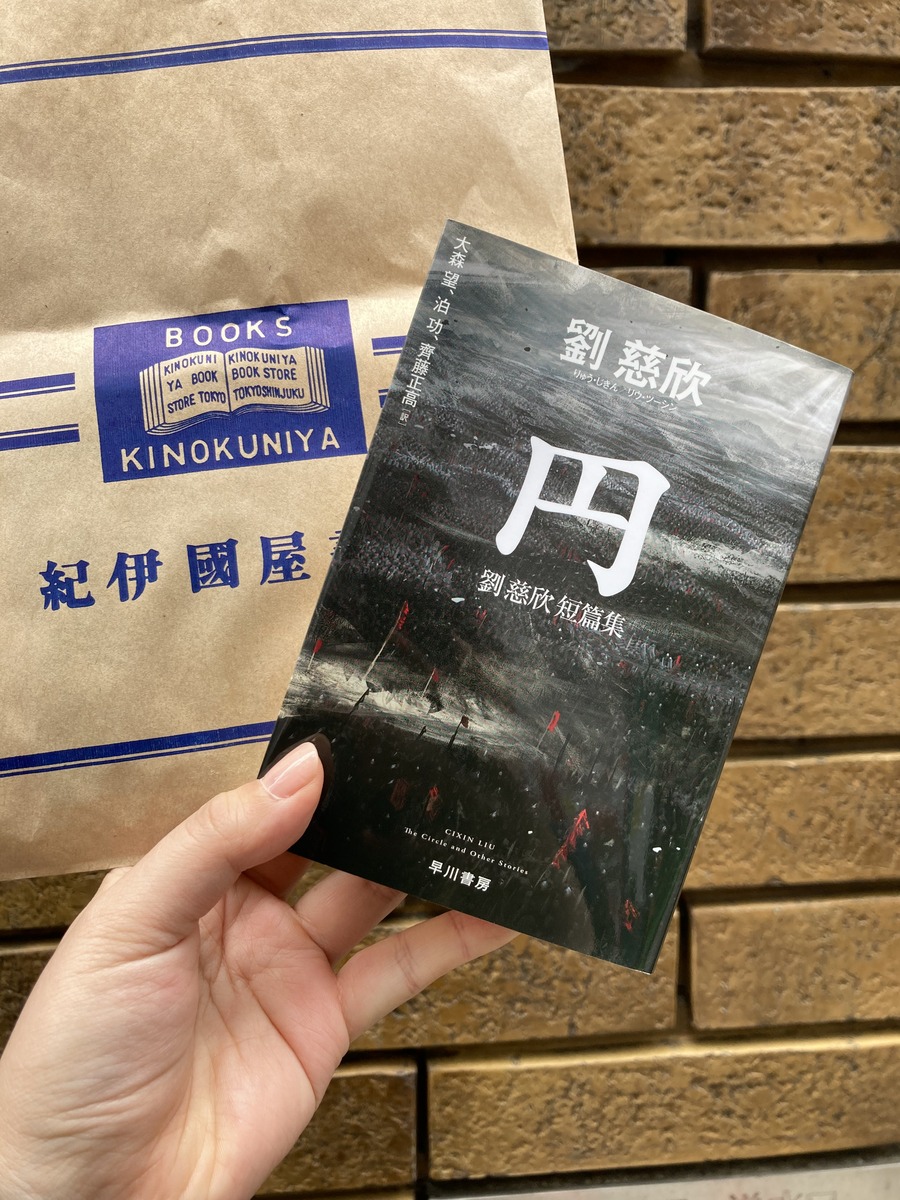 BOOKS
KINOKUNI
YA BOOK
STORE TOKYO
KINOKUNIYA
BOOK STORE
TOKYOSHINJUKU
KINOKUNIYA
紀伊國屋
大森 望、泊 功、齊藤正高 訳
劉 慈欣
りゅう・じきん リウ・ツーシン
円
劉 慈欣 短篇集
CIXIN LIU
The Circle and Other Stories
早川書房